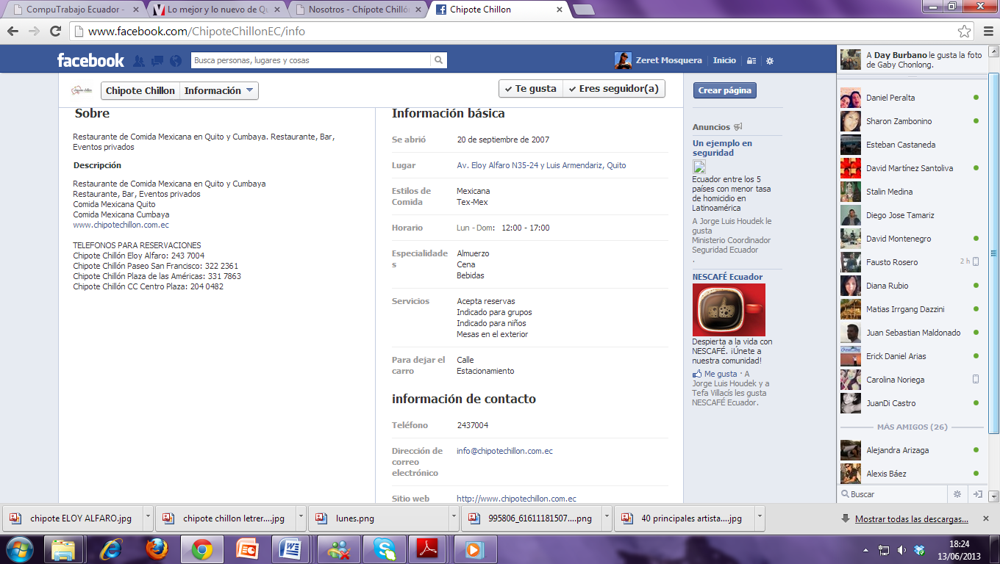 CompuTrabajo Ecuador -
Lo mejor y lo nuevo de Qu
Nosotros - Chípote Chillón
Chipote Chillon
www.facebook.com/ChipoteChillonEC/info
facebook
Busca personas, lugares y cosas
Zeret Mosquera
Inicio
Chipote Chillon
Información
Te gusta
Eres seguidor(a)
Sobre
Restaurante de Comida Mexicana en Quito y Cumbaya. Restaurante, Bar,
Eventos privados
Descripción
Restaurante de Comida Mexicana en Quito y Cumbaya
Restaurante, Bar, Eventos privados
Comida Mexicana Quito
Comida Mexicana Cumbaya
www.chipotechillon.com.ec
TELEFONOS PARA RESERVACIONES
Chipote Chillón Eloy Alfaro: 243 7004
Chipote Chillón Paseo San Francisco: 322 2361
Chipote Chillón Plaza de las Américas: 331 7863
Chipote Chillón CC Centro Plaza: 204 0482
Información básica
Se abrió 20 de septiembre de 2007
Lugar Av. Eloy Alfaro N35-24 y Luis Armendariz, Quito
Estilos de Mexicana
Comida Tex-Mex
Horario Lun - Dom: 12:00 - 17:00
Especialidade Almuerzo
s Cena
Bebidas
Servicios Acepta reservas
Indicado para grupos
Indicado para niños
Mesas en el exterior
Para dejar el Calle
carro Estacionamiento
información de contacto
Teléfono 2437004
Dirección de info@chipotechillon.com.ec
correo
electrónico
Sitio web http://www.chipotechillon.com.ec
Crear página
Anuncios
Un ejemplo en
seguridad
Ecuador entre los 5
países con menor tasa
de homicidio en
Latinoamérica
A Jorge Luis Houdek le
gusta
Ministerio Coordinador
Seguridad Ecuador
.
NESCAFÉ Ecuador
Despierta a la vida con
NESCAFÉ. ¡Únete a
nuestra comunidad!
Me gusta · A
Jorge Luis Houdek y a
Tefa Villacís les gusta
NESCAFÉ Ecuador.
A Day Burbano le gusta la foto
de Gaby Chonlong.
Daniel Peralta
Sharon Zambonino
Esteban Castaneda
David Martínez Santoliva
Stalin Medina
Diego Jose Tamariz
David Montenegro
Fausto Rosero 2 h
Diana Rubio
Matias Irrgang Dazzini
Juan Sebastian Maldonado
Erick Daniel Arias
Carolina Noriega
JuanDi Castro
MÁS AMIGOS (26)
Alejandra Arizaga
Alexis Báez
Buscar
chipote ELOY ALFARO.jpg
chipote chillon letrer....jpg
lunes.png
995806_61611181507....png
40 principales artista....jpg
Mostrar todas las descargas...
18:24
13/06/2013